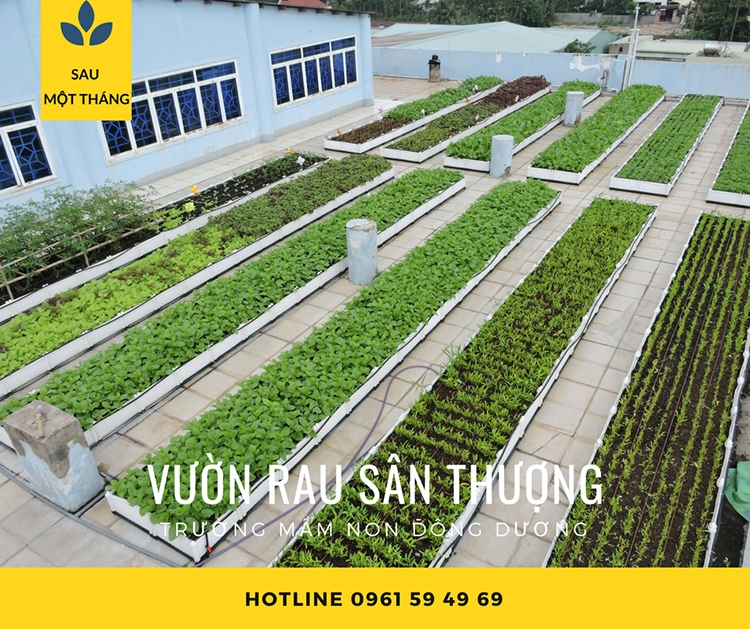 SAU
MỘT THÁNG
VƯỜN RAU SÂN THƯỢNG
TRƯỜNG MẦM NON ĐÔNG DƯƠNG
HOTLINE 0961 59 49 69